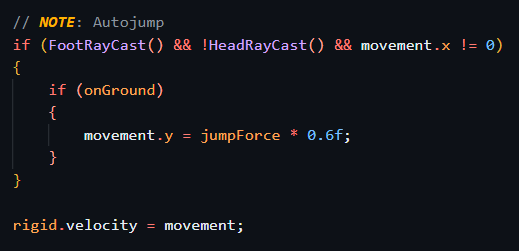 // NOTE: Autojump
if (FootRayCast() && !HeadRayCast() && movement.x != 0)
{
    if (onGround)
    {
        movement.y = jumpForce * 0.6f;
    }
}

rigid.velocity = movement;